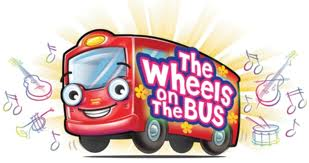 The
Wheels
on
The BUS